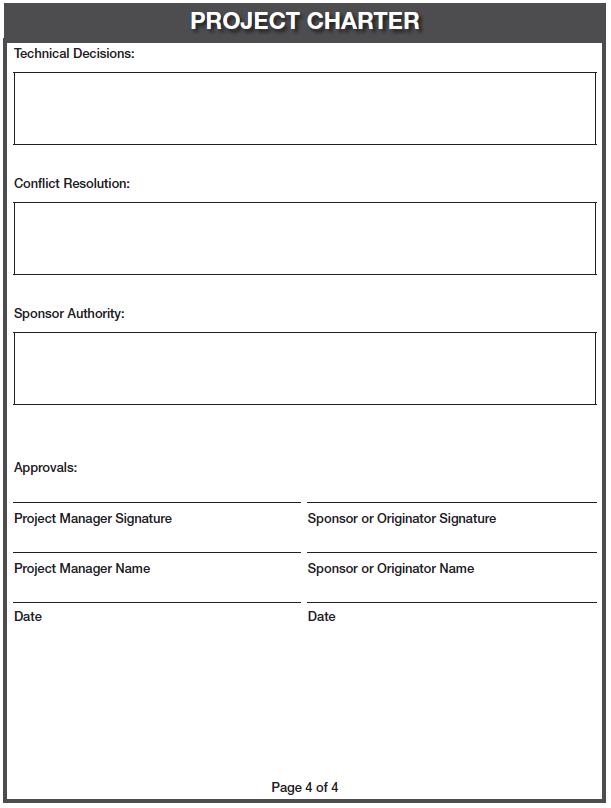 PROJECT CHARTER
Technical Decisions:
Conflict Resolution:
Sponsor Authority:
Approvals:
Project Manager Signature
Sponsor or Originator Signature
Project Manager Name
Sponsor or Originator Name
Date
Date
Page 4 of 4